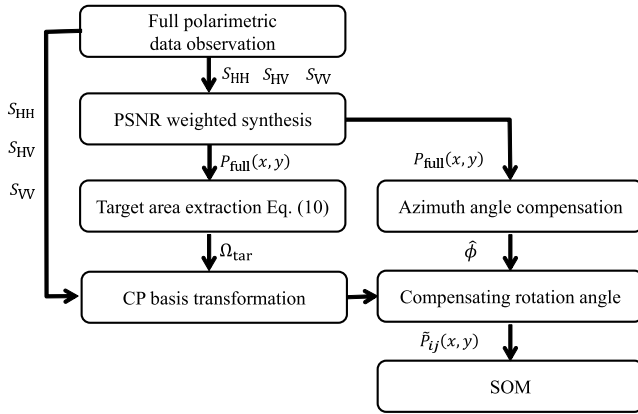 Full polarimetric
data observation
S_HH S_HV S_VV
S_HH
S_HV
S_VV
PSNR weighted synthesis
P_full(x, y)
P_full(x, y)
Target area extraction Eq. (10)
Azimuth angle compensation
Ω_tar
ϕ̂
CP basis transformation
Compensating rotation angle
P̃_ij(x, y)
SOM